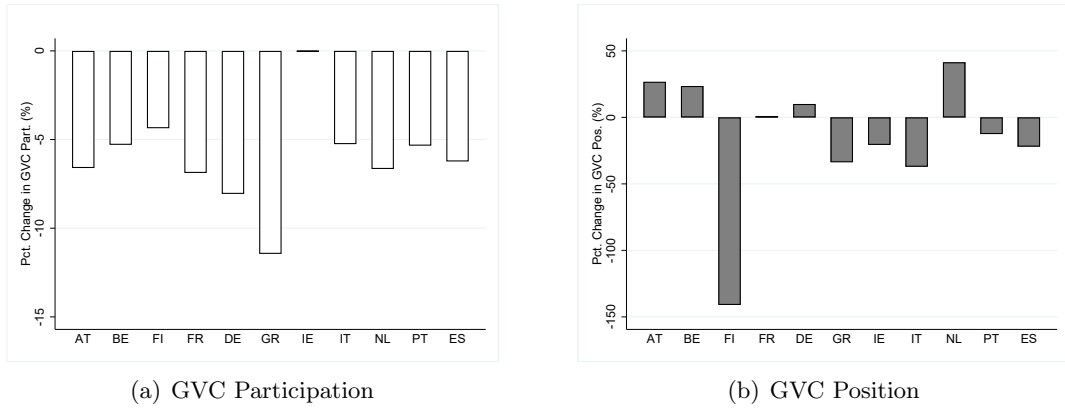 Pct. Change in GVC Part. (%)
0
-5
-10
-15
AT BE FI FR DE GR IE IT NL PT ES
(a) GVC Participation
Pct. Change in GVC Pos. (%)
50
0
-50
-100
-150
AT BE FI FR DE GR IE IT NL PT ES
(b) GVC Position